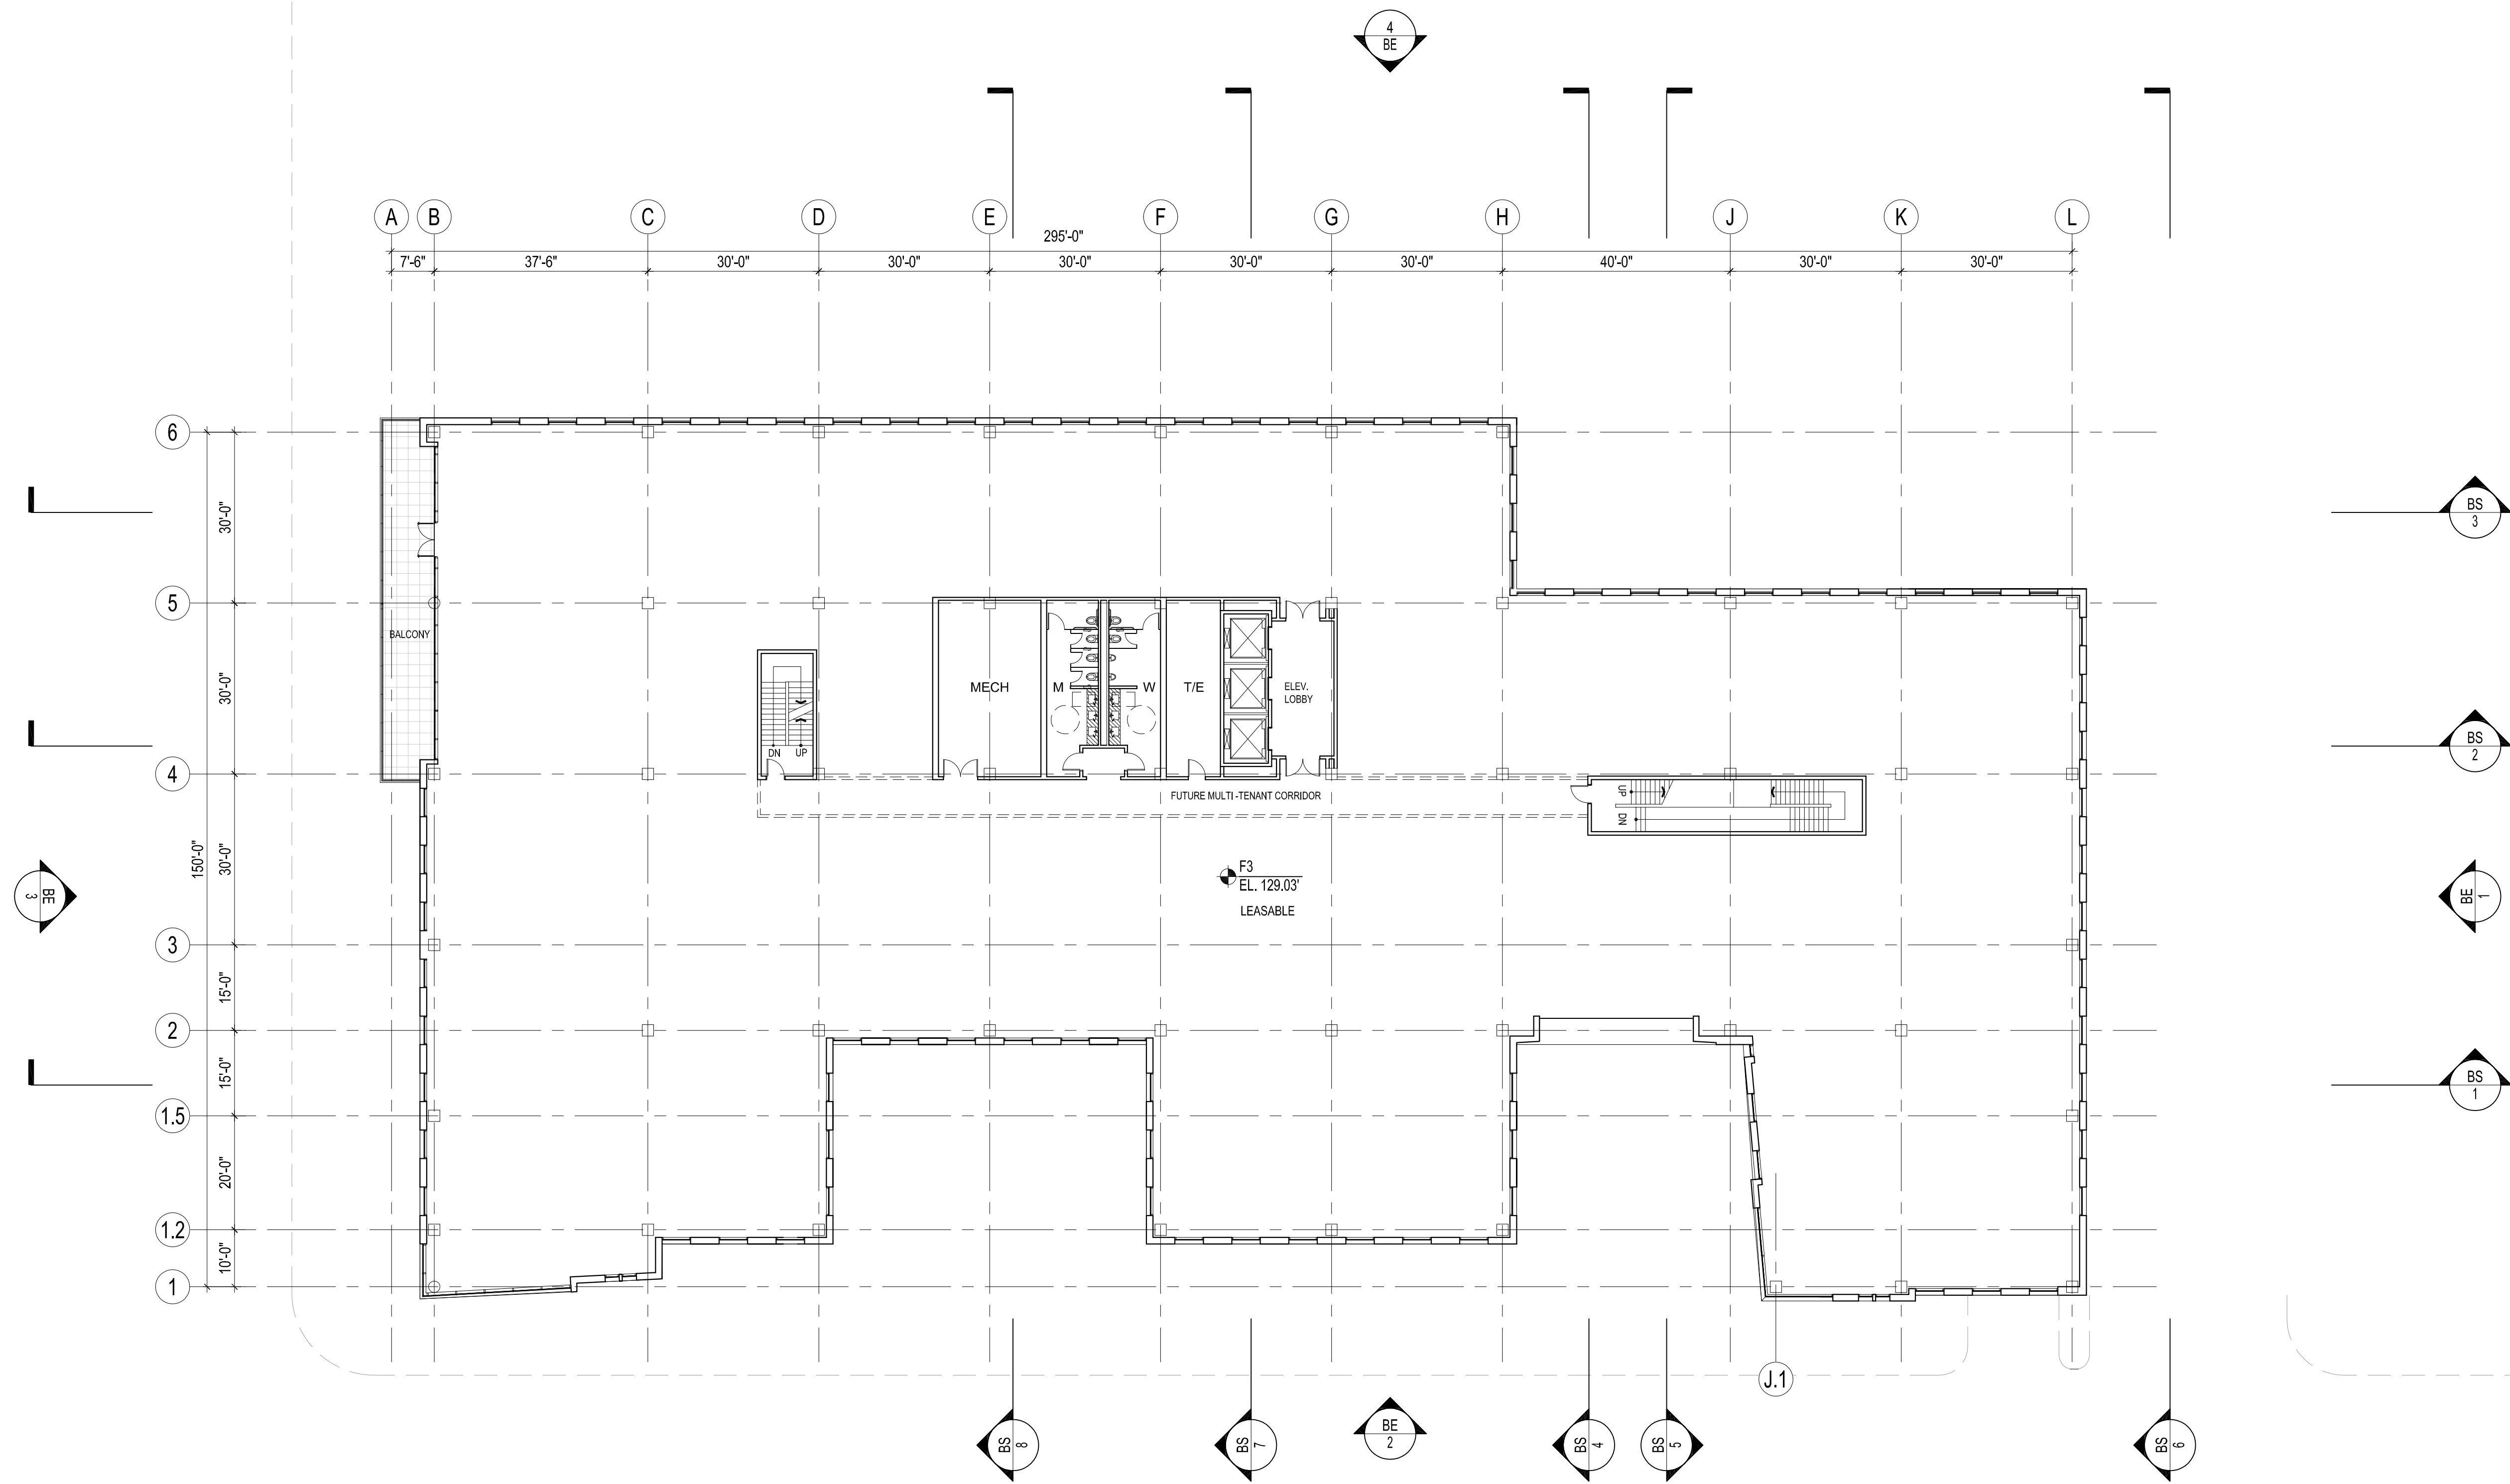 4
BE
A B C D E F G H J K L
295'-0"
7'-6" 37'-6" 30'-0" 30'-0" 30'-0" 30'-0" 30'-0" 40'-0" 30'-0" 30'-0"
6
BS
3
30'-0"
5
BALCONY
30'-0"
MECH M W T/E ELEV.
LOBBY
BS
2
DN UP
4
FUTURE MULTI-TENANT CORRIDOR
UP
DN
150'-0"
30'-0"
F3
EL. 129.03'
LEASABLE
BE
3
BE
1
3
15'-0"
2
15'-0"
BS
1
1.5
20'-0"
1.2
10'-0"
1
J.1
BS
8
BS
7
BE
2
BS
4
BS
5
BS
6